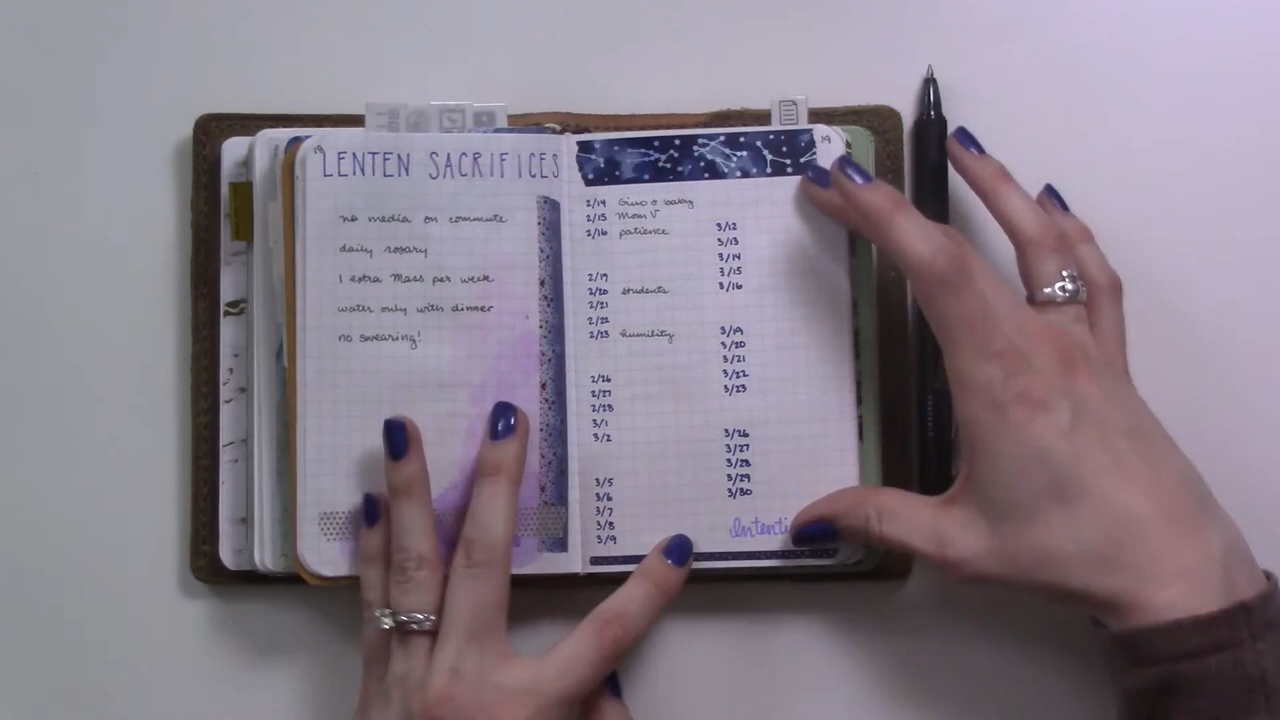 19
LENTEN SACRIFICES
no media on commute
daily rosary
1 extra Mass per week
water only with dinner
no swearing!
19
2/14 Gino & baby
2/15 Mom V
2/16 patience
2/19
2/20 students
2/21
2/22
2/23 humility
2/26
2/27
2/28
3/1
3/2
3/5
3/6
3/7
3/8
3/9
3/12
3/13
3/14
3/15
3/16
3/19
3/20
3/21
3/22
3/23
3/26
3/27
3/28
3/29
3/30
Intenti